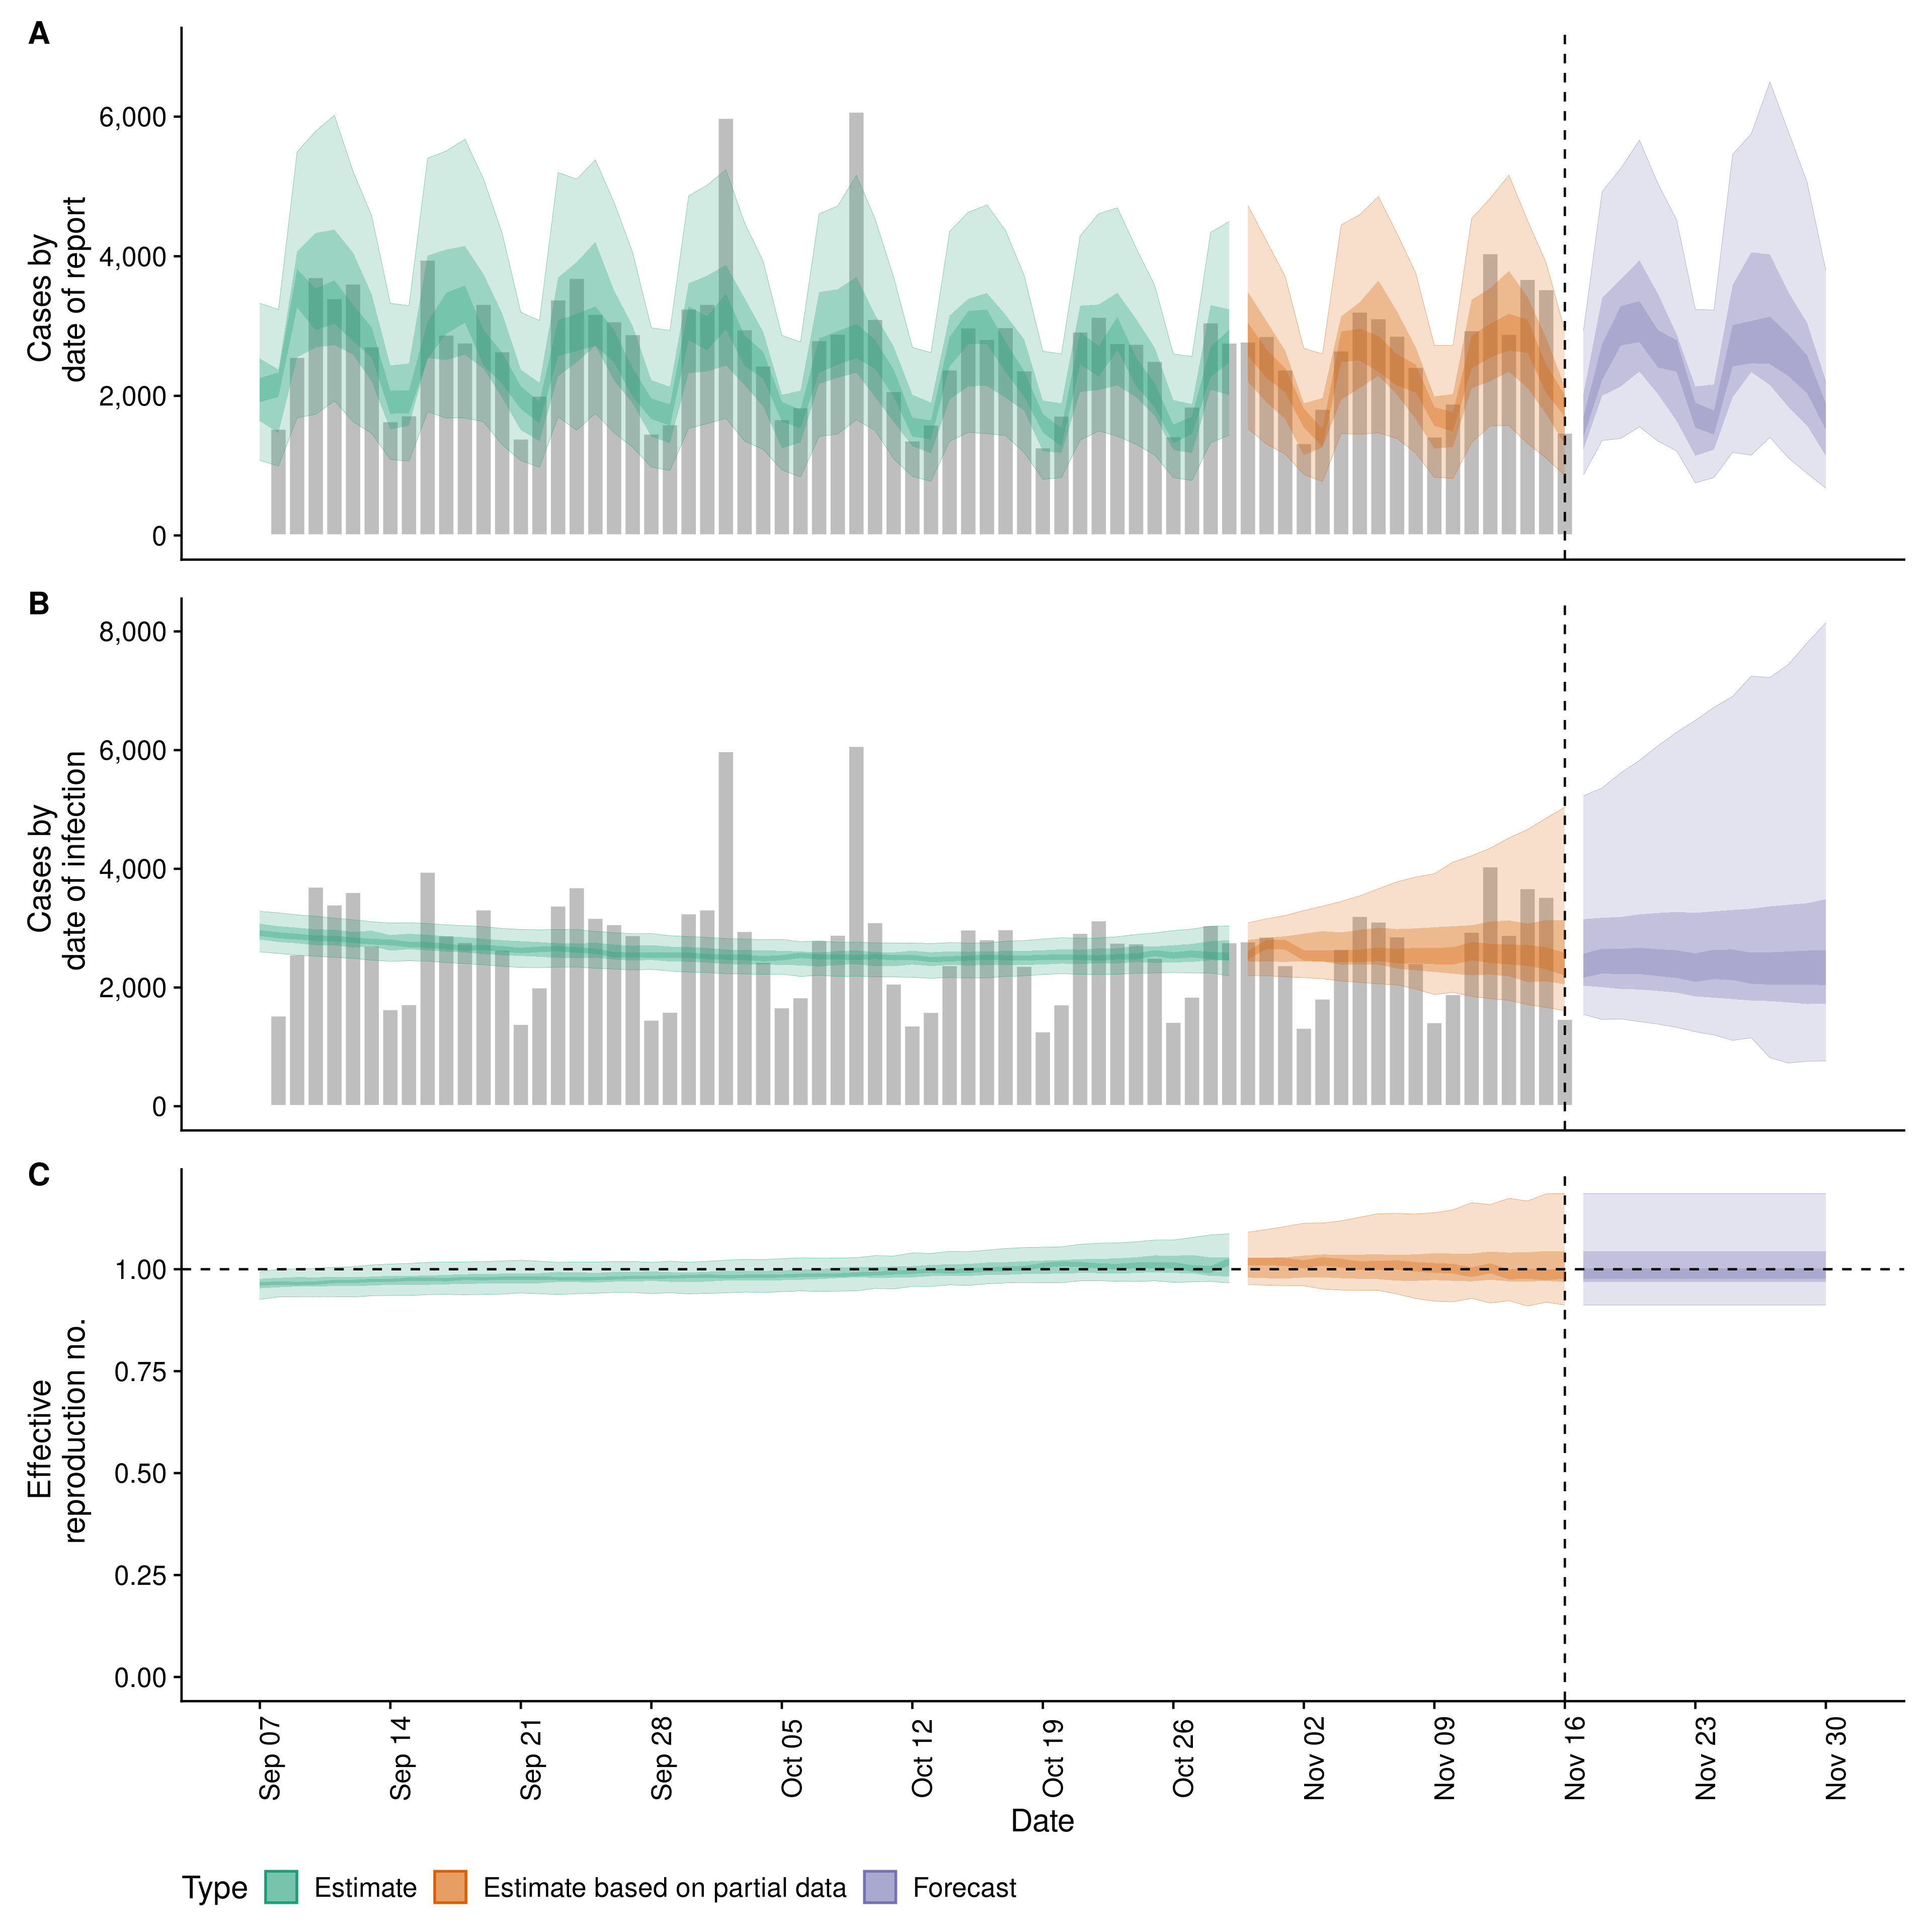 A
Cases by
date of report
6,000
4,000
2,000
0
B
Cases by
date of infection
8,000
6,000
4,000
2,000
0
C
Effective
reproduction no.
1.00
0.75
0.50
0.25
0.00
Sep 07
Sep 14
Sep 21
Sep 28
Oct 05
Oct 12
Oct 19
Oct 26
Nov 02
Nov 09
Nov 16
Nov 23
Nov 30
Date
Type Estimate Estimate based on partial data Forecast